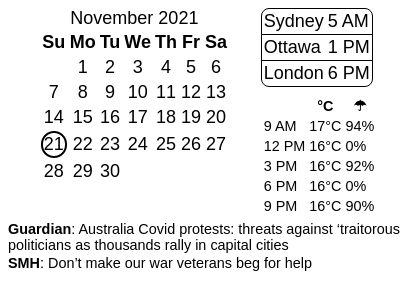 November 2021
Su Mo Tu We Th Fr Sa
1 2 3 4 5 6
7 8 9 10 11 12 13
14 15 16 17 18 19 20
21 22 23 24 25 26 27
28 29 30
Sydney 5 AM
Ottawa 1 PM
London 6 PM
°C ☂
9 AM 17°C 94%
12 PM 16°C 0%
3 PM 16°C 92%
6 PM 16°C 0%
9 PM 16°C 90%
Guardian: Australia Covid protests: threats against ‘traitorous
politicians as thousands rally in capital cities
SMH: Don’t make our war veterans beg for help